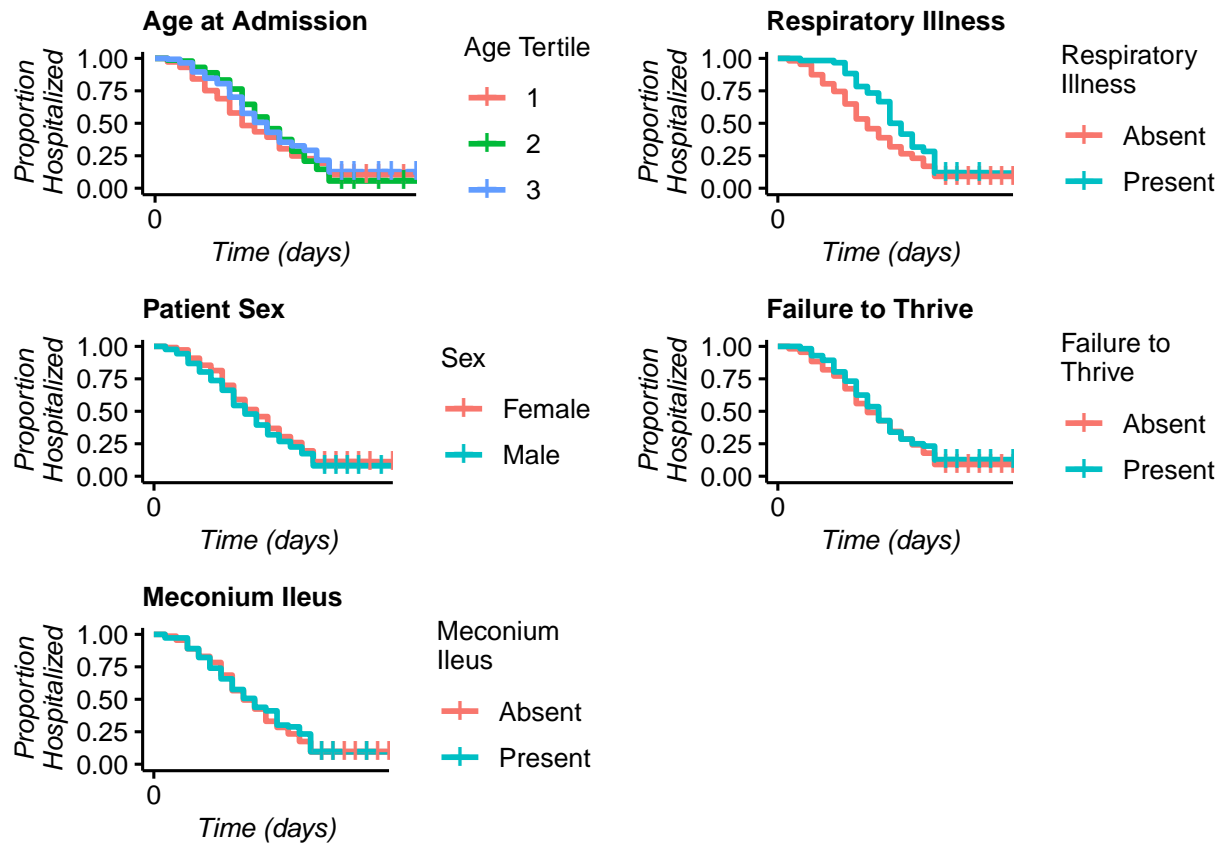 Age at Admission
Proportion
Hospitalized
1.00
0.75
0.50
0.25
0.00
0
Time (days)
Age Tertile
1
2
3
Respiratory Illness
Proportion
Hospitalized
1.00
0.75
0.50
0.25
0.00
0
Time (days)
Respiratory
Illness
Absent
Present
Patient Sex
Proportion
Hospitalized
1.00
0.75
0.50
0.25
0.00
0
Time (days)
Sex
Female
Male
Failure to Thrive
Proportion
Hospitalized
1.00
0.75
0.50
0.25
0.00
0
Time (days)
Failure to
Thrive
Absent
Present
Meconium Ileus
Proportion
Hospitalized
1.00
0.75
0.50
0.25
0.00
0
Time (days)
Meconium
Ileus
Absent
Present